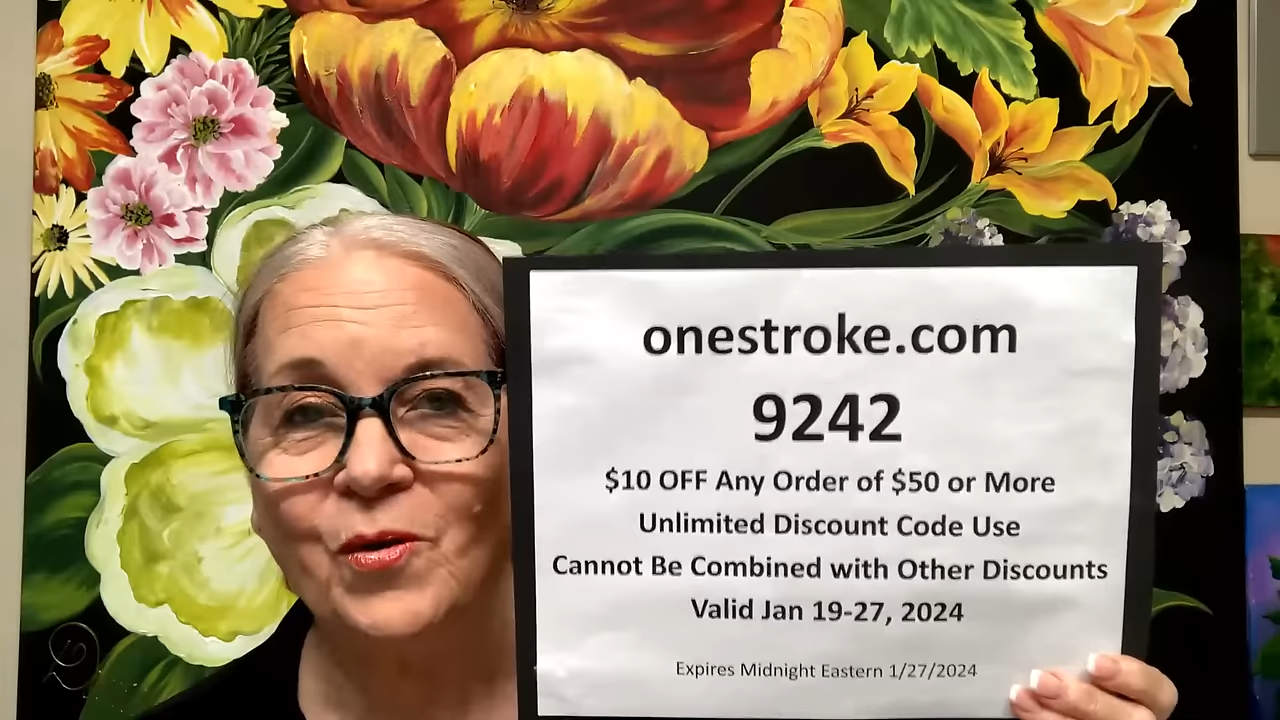 onestroke.com
9242
$10 OFF Any Order of $50 or More
Unlimited Discount Code Use
Cannot Be Combined with Other Discounts
Valid Jan 19-27, 2024
Expires Midnight Eastern 1/27/2024